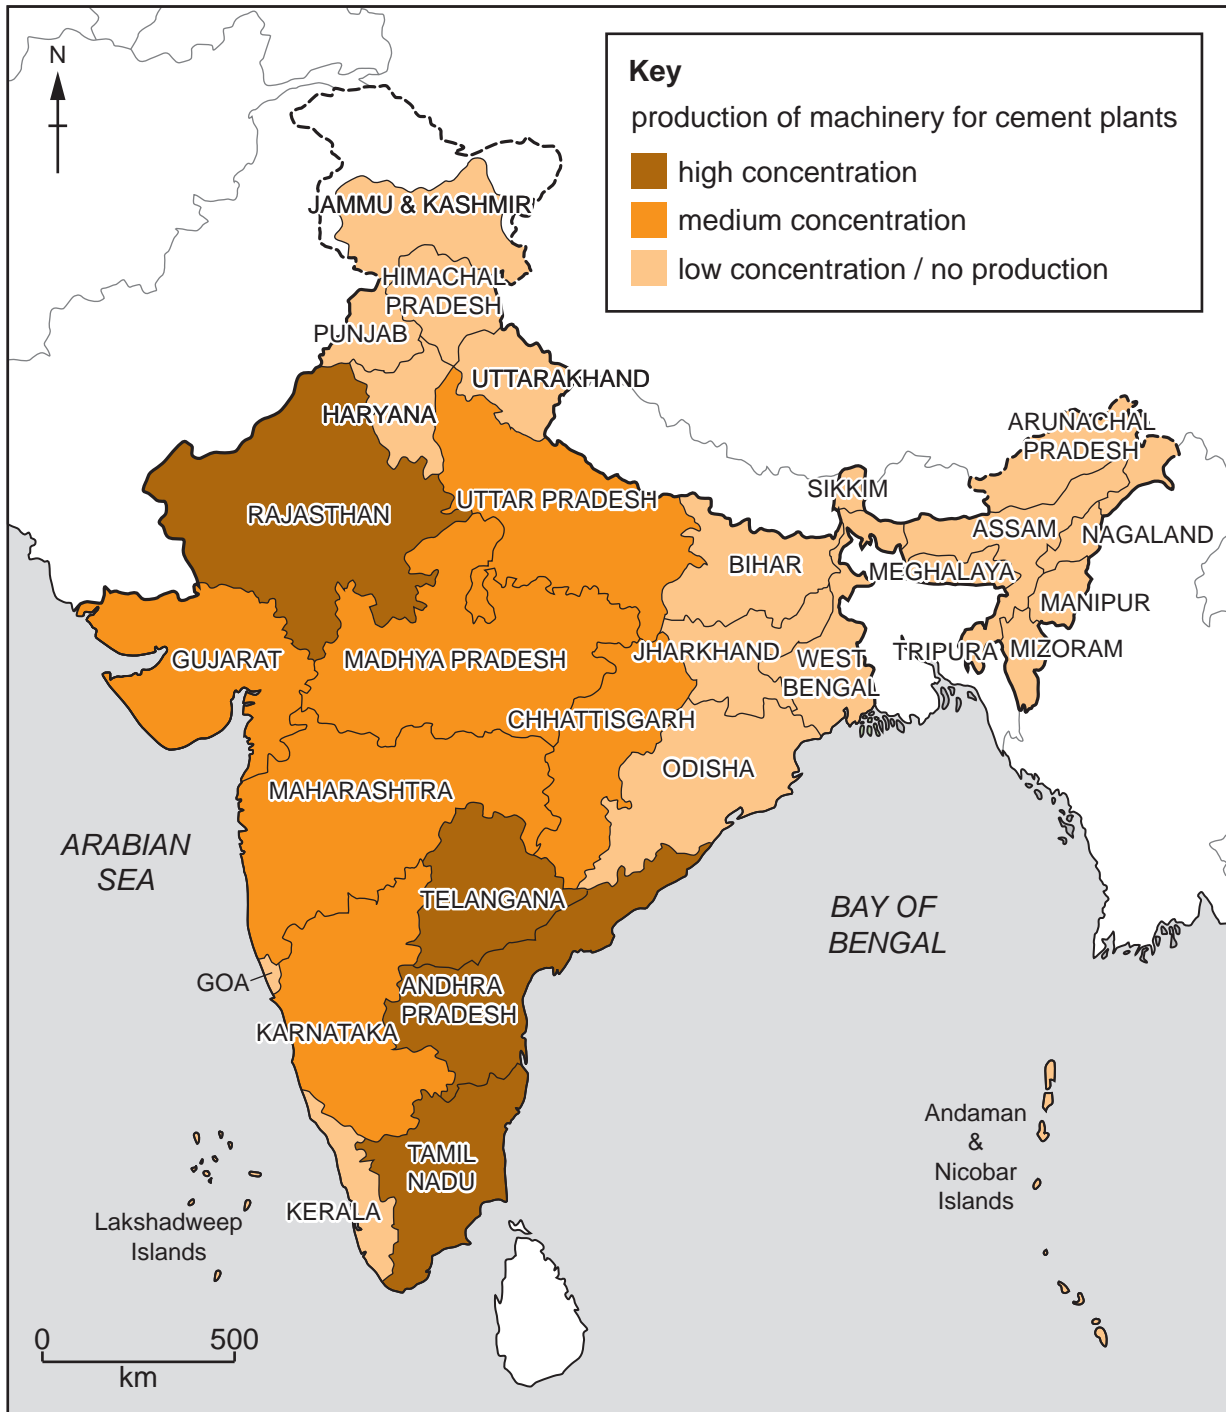 N
Key
production of machinery for cement plants
high concentration
medium concentration
low concentration / no production
JAMMU & KASHMIR
HIMACHAL
PRADESH
PUNJAB
UTTARAKHAND
HARYANA
ARUNACHAL
PRADESH
SIKKIM
UTTAR PRADESH
RAJASTHAN
ASSAM
NAGALAND
BIHAR
MEGHALAYA
MANIPUR
GUJARAT
MADHYA PRADESH
JHARKHAND
WEST
BENGAL
TRIPURA
MIZORAM
CHHATTISGARH
ODISHA
MAHARASHTRA
ARABIAN
SEA
TELANGANA
BAY OF
BENGAL
GOA
ANDHRA
PRADESH
KARNATAKA
Andaman
&
Nicobar
Islands
TAMIL
NADU
KERALA
Lakshadweep
Islands
0 500
km